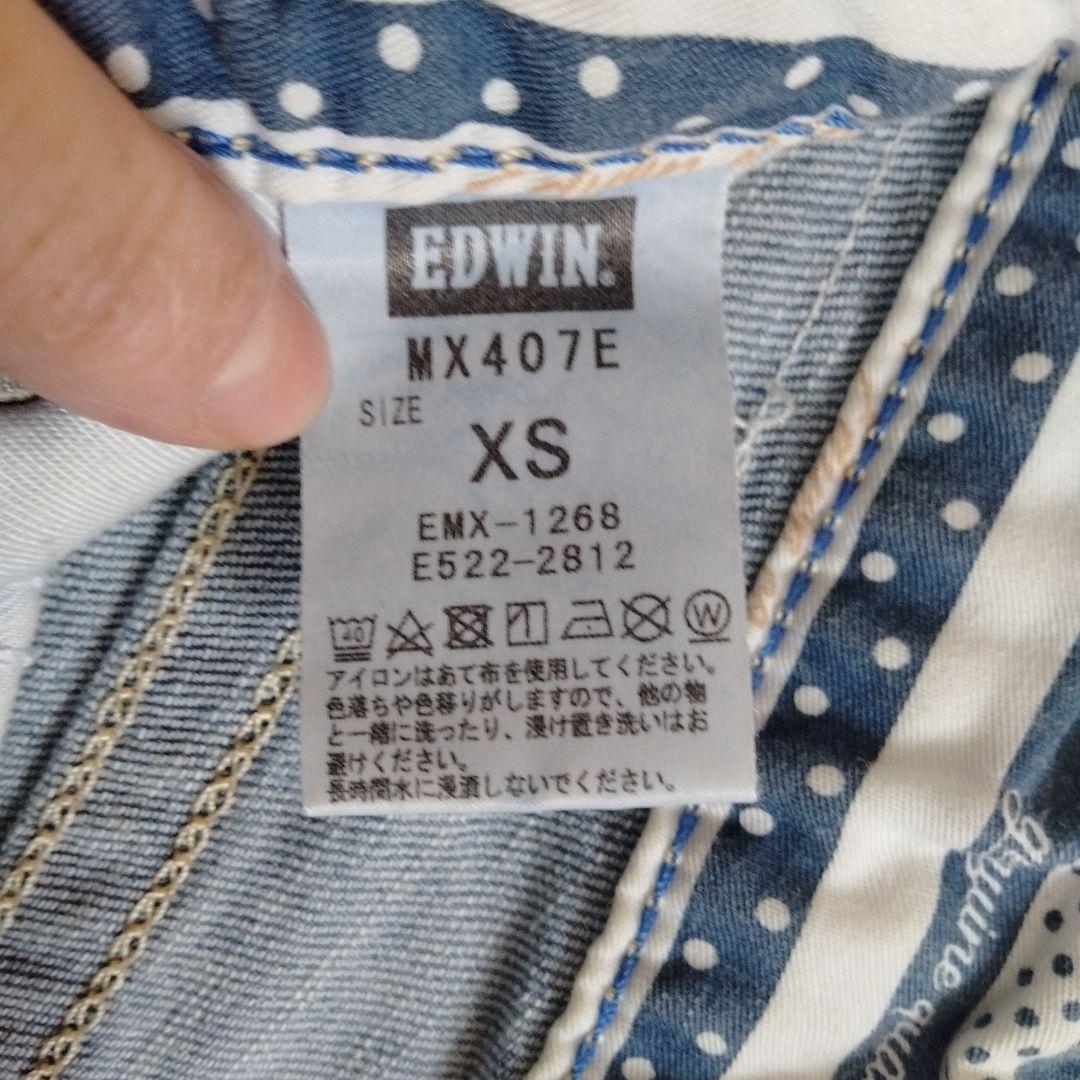 EDWIN.
MX407E
SIZE
XS
EMX-1268
E522-2812
40
W
アイロンはあて布を使用してください。
色落ちや色移りがしますので、他の物
と一緒に洗ったり、浸け置き洗いはお
避けください。
長時間水に浸漬しないでください。
genuine